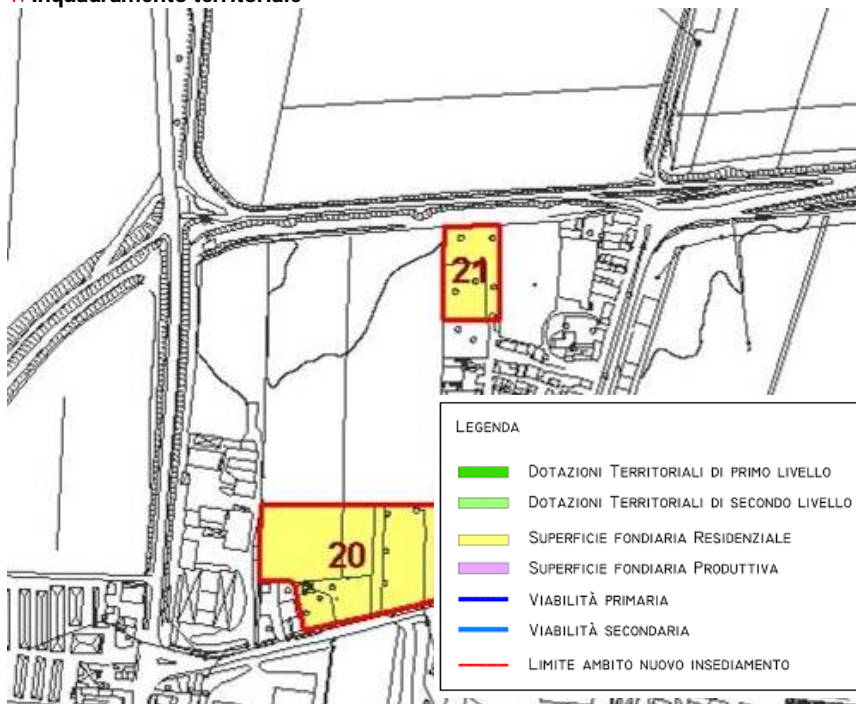 Inquadramento territoriale
21
20
LEGENDA
DOTAZIONI TERRITORIALI DI PRIMO LIVELLO
DOTAZIONI TERRITORIALI DI SECONDO LIVELLO
SUPERFICIE FONDIARIA RESIDENZIALE
SUPERFICIE FONDIARIA PRODUTTIVA
VIABILITÀ PRIMARIA
VIABILITÀ SECONDARIA
LIMITE AMBITO NUOVO INSEDIAMENTO